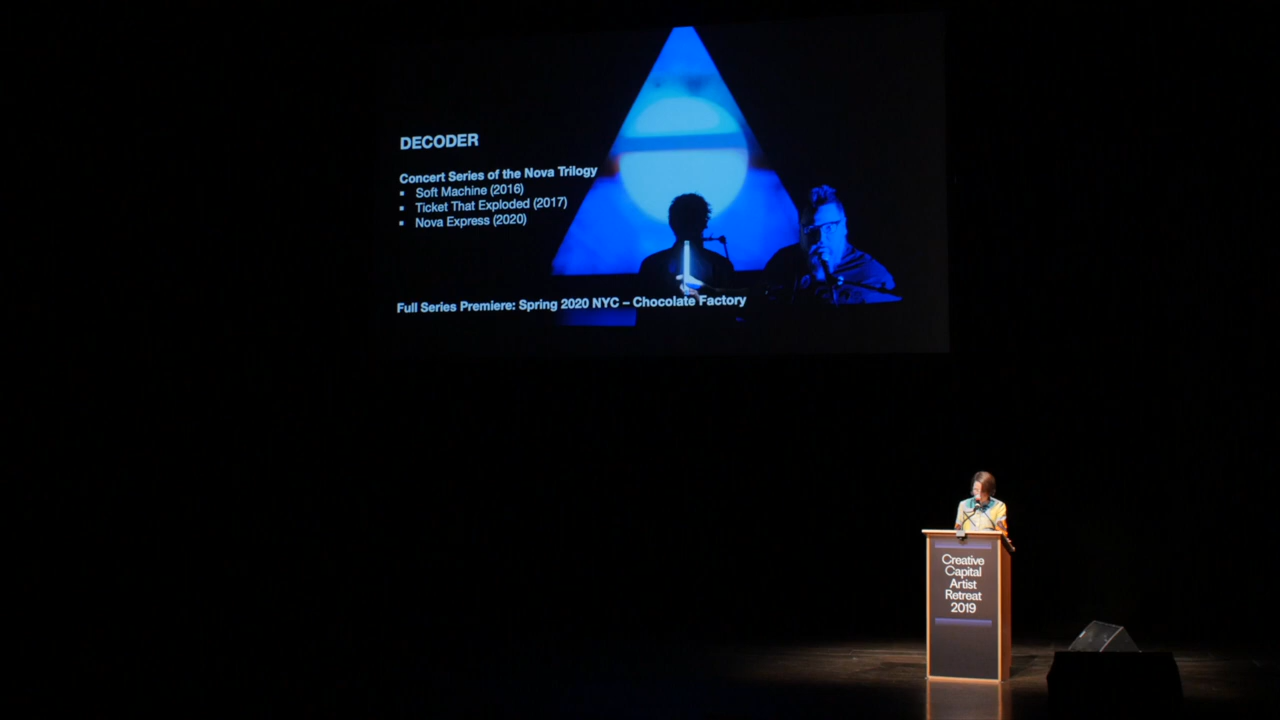 DECODER
Concert Series of the Nova Trilogy
▪ Soft Machine (2016)
▪ Ticket That Exploded (2017)
▪ Nova Express (2020)
Full Series Premiere: Spring 2020 NYC – Chocolate Factory
Creative
Capital
Artist
Retreat
2019